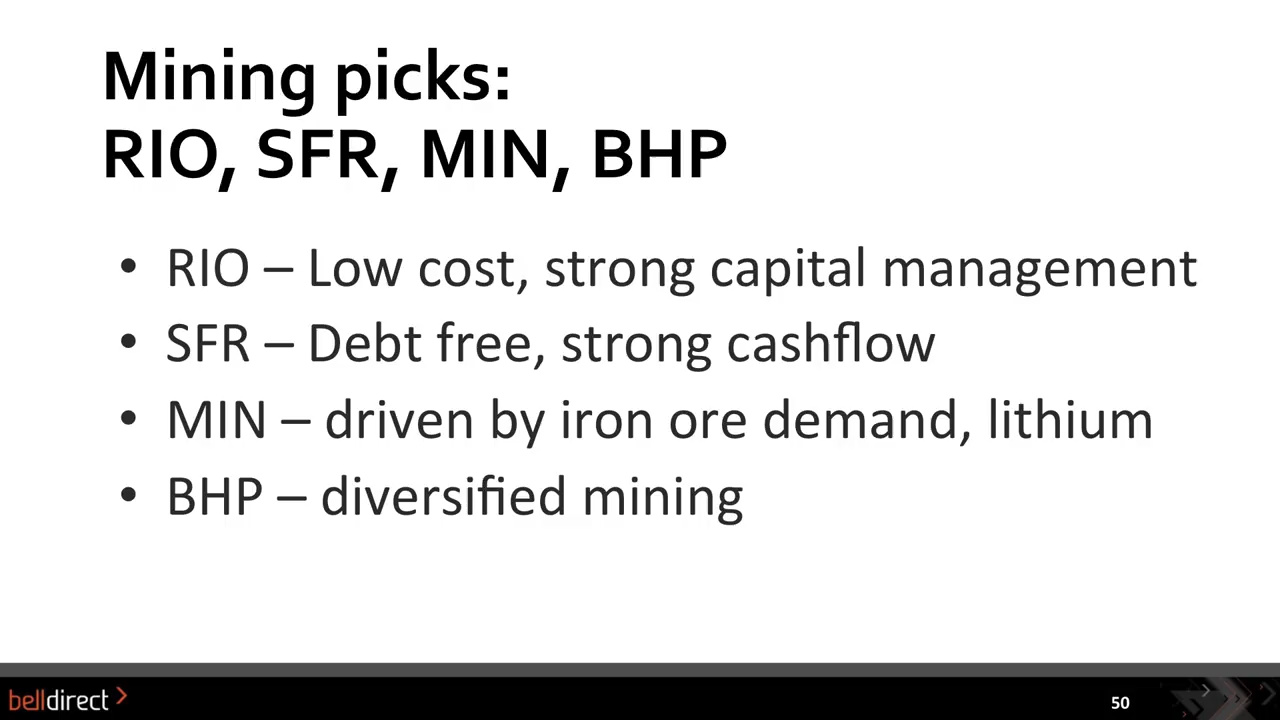 Mining picks:
RIO, SFR, MIN, BHP
• RIO – Low cost, strong capital management
• SFR – Debt free, strong cashflow
• MIN – driven by iron ore demand, lithium
• BHP – diversified mining
belldirect
50